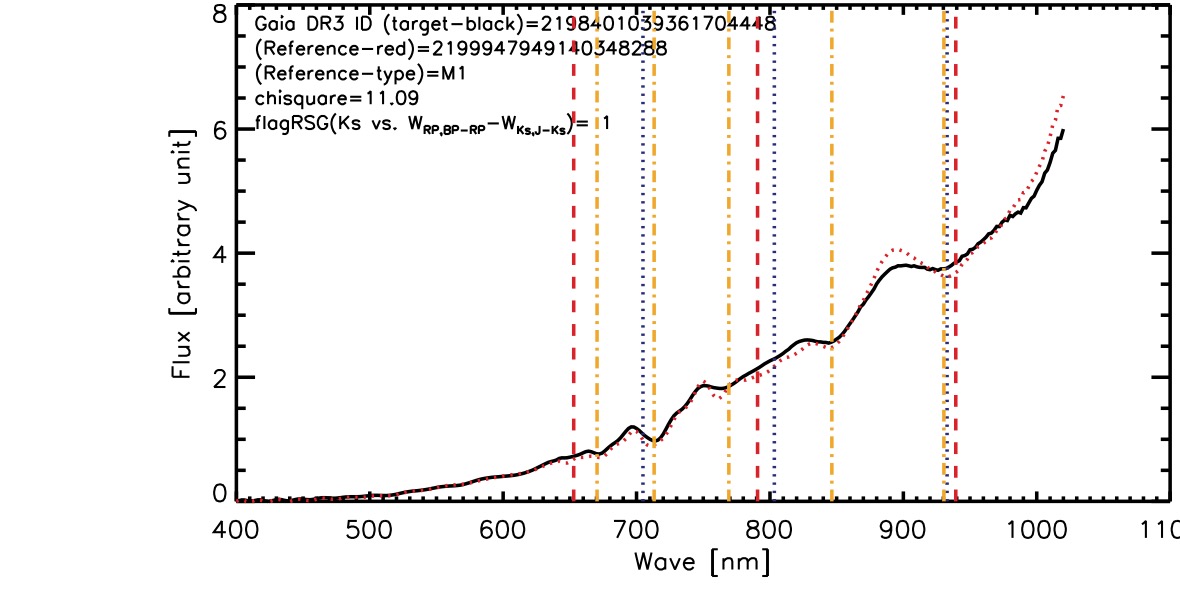 8
Gaia DR3 ID (target-black)=2198401039361704448
(Reference-red)=2199947949140348288
(Reference-type)=M1
chisquare=11.09
flagRSG(Ks vs. W_RP,BP-RP-W_Ks,J-Ks)= 1
6
4
2
0
Flux [arbitrary unit]
400 500 600 700 800 900 1000 110
Wave [nm]